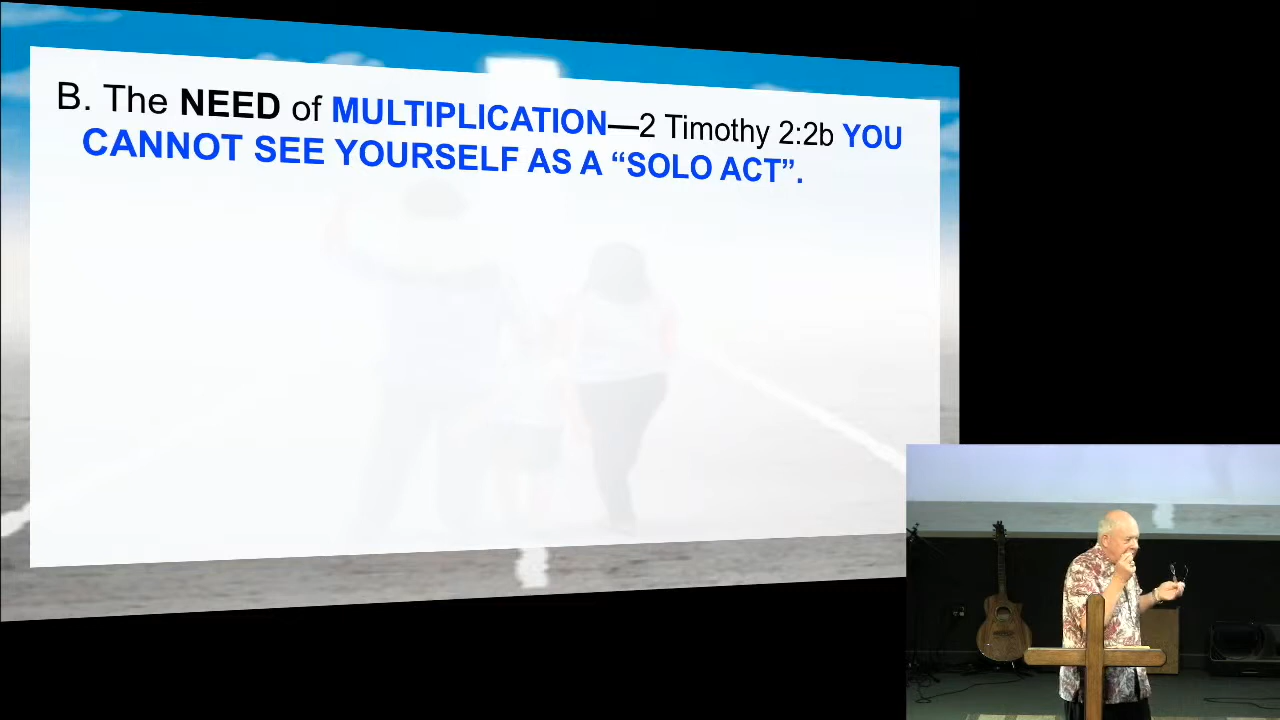 B. The NEED of MULTIPLICATION—2 Timothy 2:2b YOU
CANNOT SEE YOURSELF AS A “SOLO ACT”.